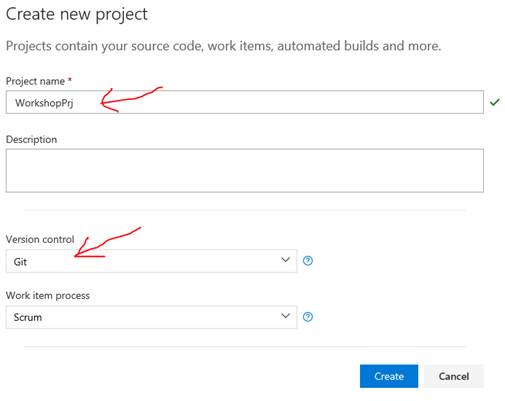 Create new project
Projects contain your source code, work items, automated builds and more.
Project name *
WorkshopPrj
Description
Version control
Git
Work item process
Scrum
Create Cancel